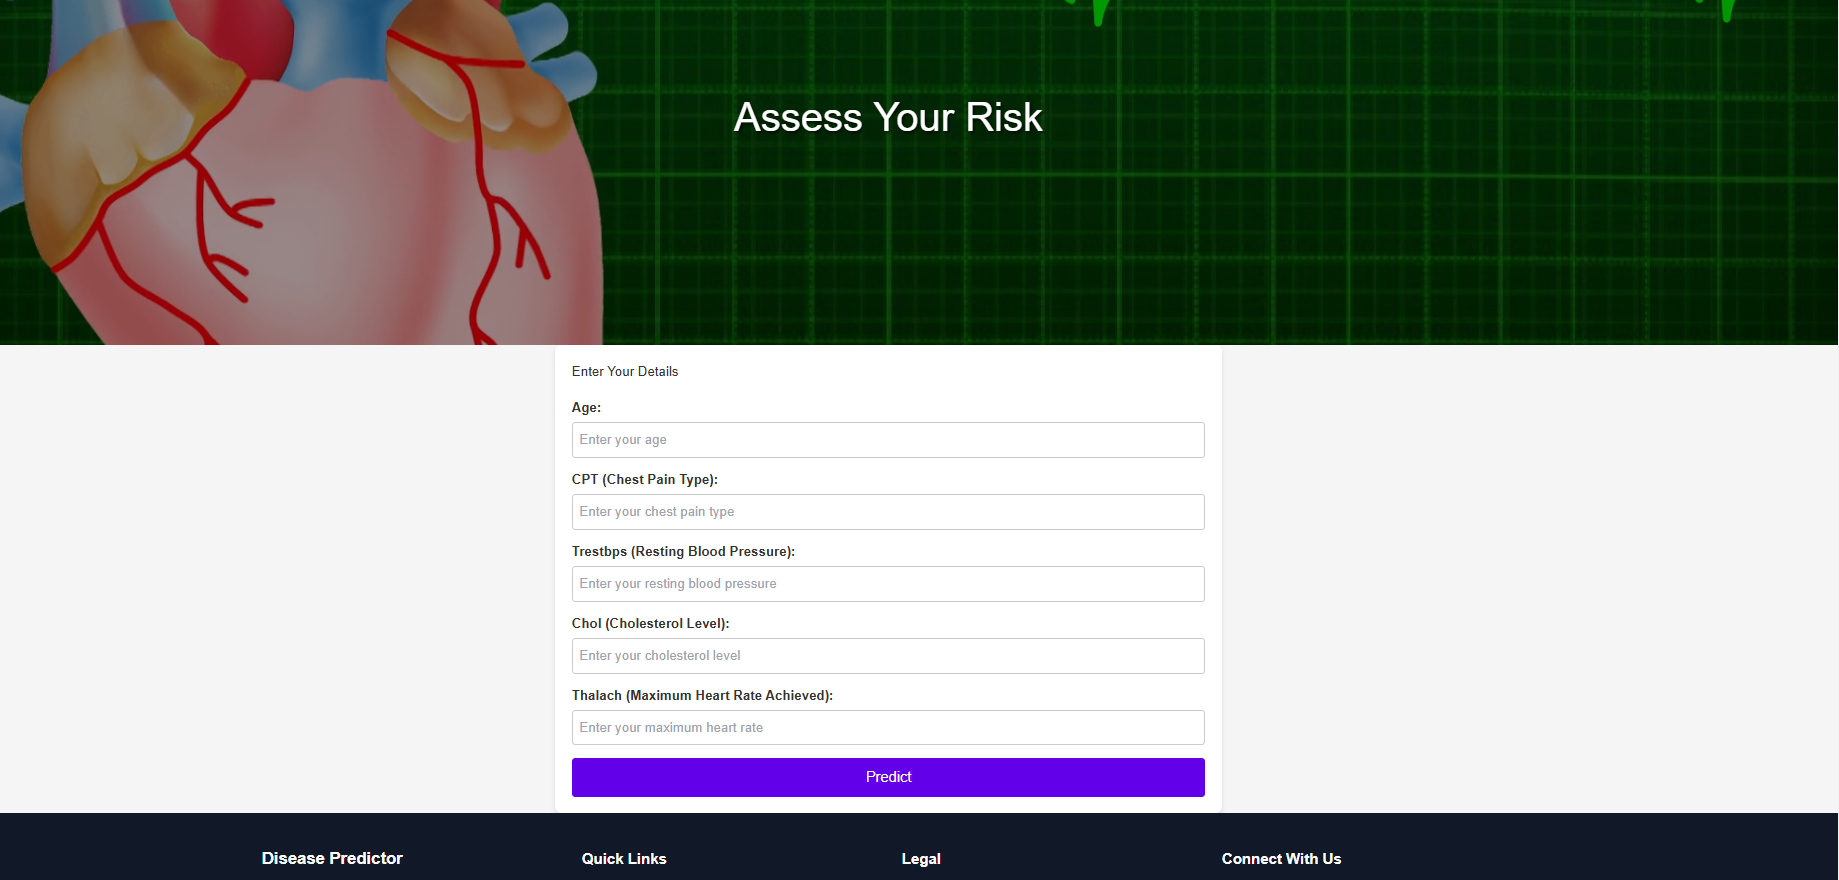 Assess Your Risk
Enter Your Details
Age:
Enter your age
CPT (Chest Pain Type):
Enter your chest pain type
Trestbps (Resting Blood Pressure):
Enter your resting blood pressure
Chol (Cholesterol Level):
Enter your cholesterol level
Thalach (Maximum Heart Rate Achieved):
Enter your maximum heart rate
Predict
Disease Predictor
Quick Links
Legal
Connect With Us